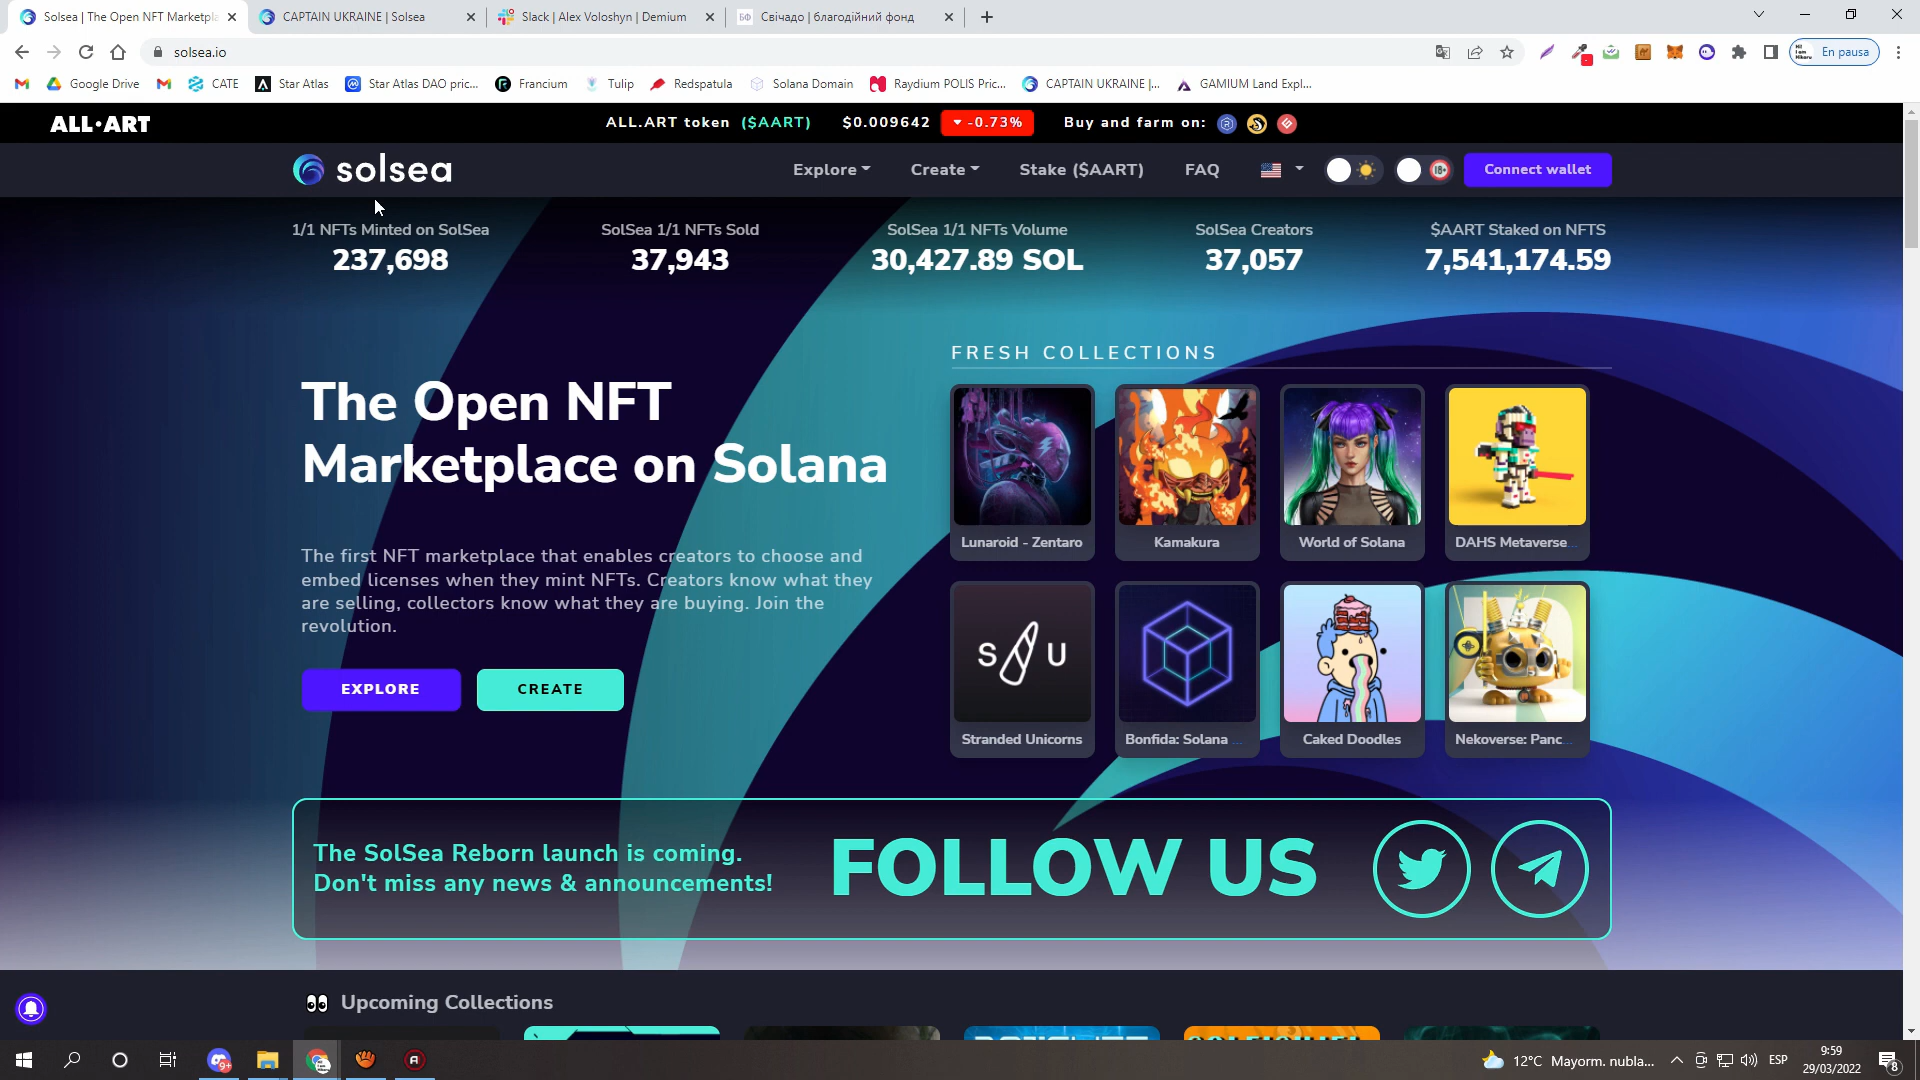 Solsea | The Open NFT Marketpla
CAPTAIN UKRAINE | Solsea
Slack | Alex Voloshyn | Demium
Свічадо | благодійний фонд
solsea.io
En pausa
Google Drive
CATE
Star Atlas
Star Atlas DAO pric...
Francium
Tulip
Redspatula
Solana Domain
Raydium POLIS Pric...
CAPTAIN UKRAINE |...
GAMIUM Land Expl...
ALL·ART
ALL.ART token ($AART) $0.009642 -0.73% Buy and farm on:
solsea
Explore
Create
Stake ($AART)
FAQ
18+
Connect wallet
1/1 NFTs Minted on SolSea
237,698
SolSea 1/1 NFTs Sold
37,943
SolSea 1/1 NFTs Volume
30,427.89 SOL
SolSea Creators
37,057
$AART Staked on NFTS
7,541,174.59
The Open NFT
Marketplace on Solana
The first NFT marketplace that enables creators to choose and
embed licenses when they mint NFTs. Creators know what they
are selling, collectors know what they are buying. Join the
revolution.
EXPLORE
CREATE
FRESH COLLECTIONS
Lunaroid - Zentaro
Kamakura
World of Solana
DAHS Metaverse...
S U
Stranded Unicorns
Bonfida: Solana ...
Caked Doodles
Nekoverse: Panc...
The SolSea Reborn launch is coming.
Don't miss any news & announcements!
FOLLOW US
Upcoming Collections
9+
12°C Mayorm. nubla...
ESP
9:59
29/03/2022
8